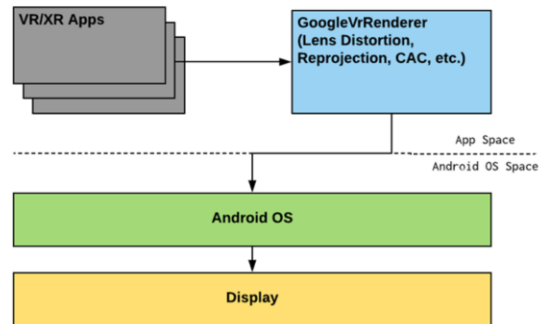 VR/XR Apps
GoogleVrRenderer
(Lens Distortion,
Reprojection, CAC, etc.)
App Space
Android OS Space
Android OS
Display